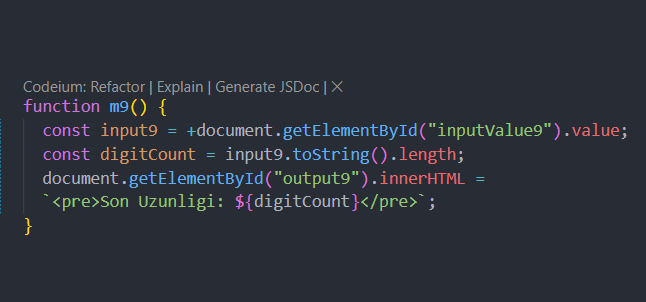 Codeium: Refactor | Explain | Generate JSDoc | ×
function m9() {
  const input9 = +document.getElementById("inputValue9").value;
  const digitCount = input9.toString().length;
  document.getElementById("output9").innerHTML =
  `<pre>Son Uzunligi: ${digitCount}</pre>`;
}